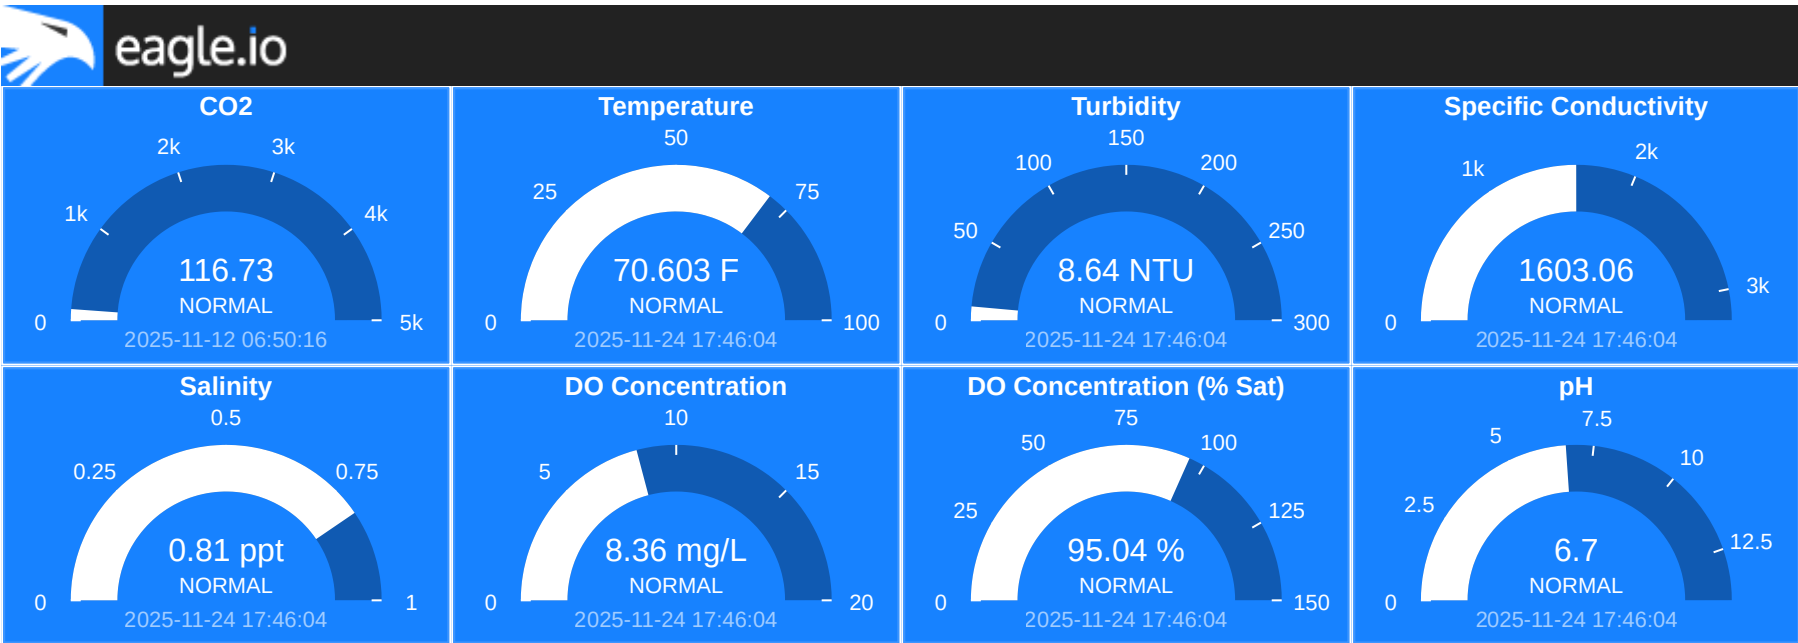 eagle.io
CO2
2k
3k
1k
4k
116.73
NORMAL
0
5k
2025-11-12 06:50:16
Temperature
50
25
75
70.603 F
NORMAL
0
100
2025-11-24 17:46:04
Turbidity
150
100
200
50
250
8.64 NTU
NORMAL
0
300
2025-11-24 17:46:04
Specific Conductivity
2k
1k
1603.06
3k
NORMAL
0
2025-11-24 17:46:04
Salinity
0.5
0.25
0.75
0.81 ppt
NORMAL
0
1
2025-11-24 17:46:04
DO Concentration
10
5
15
8.36 mg/L
NORMAL
0
20
2025-11-24 17:46:04
DO Concentration (% Sat)
75
50
100
25
125
95.04 %
NORMAL
0
150
2025-11-24 17:46:04
pH
7.5
5
10
2.5
12.5
6.7
NORMAL
0
2025-11-24 17:46:04